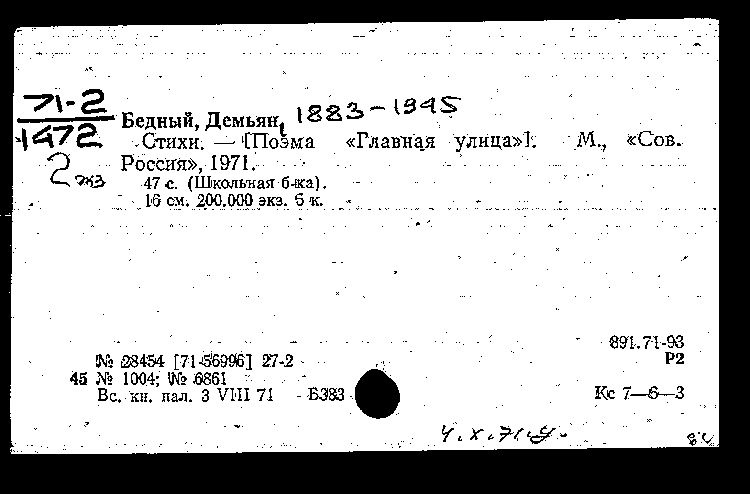 71-2
1472
2 экз
Бедный, Демьян, 1883-1945
Стихи. — [Поэма «Главная улица»]. М., «Сов.
Россия», 1971.
47 с. (Школьная б-ка).
16 см. 200.000 экз. 6 к.
891.71-93
Р2
№ 28454 [71-56996] 27-2
45 № 1004; № 6861
Вс. кн. пал. 3 VIII 71 Б383
Кс 7—6—3
4.X.71.